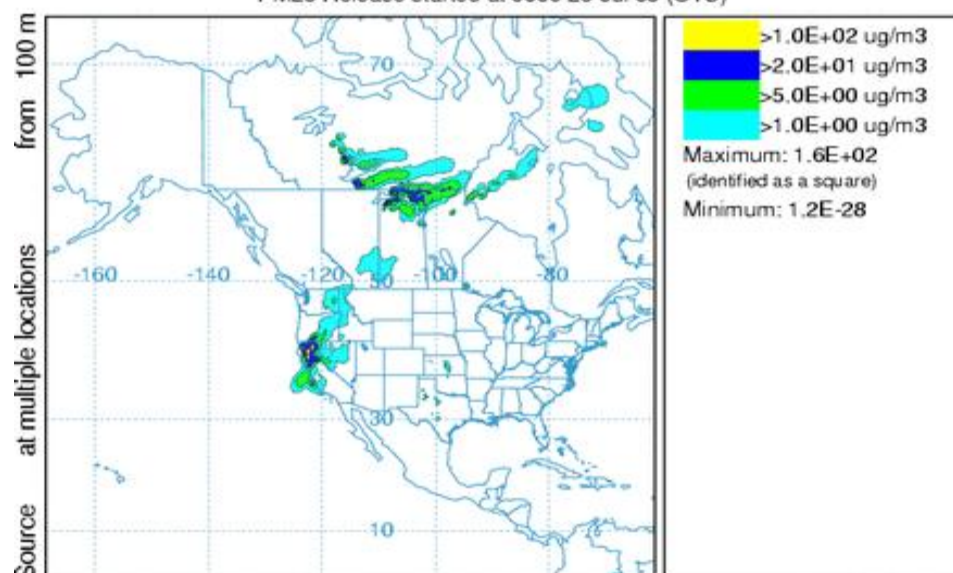 >1.0E+02 ug/m3
>2.0E+01 ug/m3
>5.0E+00 ug/m3
>1.0E+00 ug/m3
Maximum: 1.6E+02
(identified as a square)
Minimum: 1.2E-28
Source at multiple locations from 100 m
70
-160 -140 -120 -100 -80
50
30
10